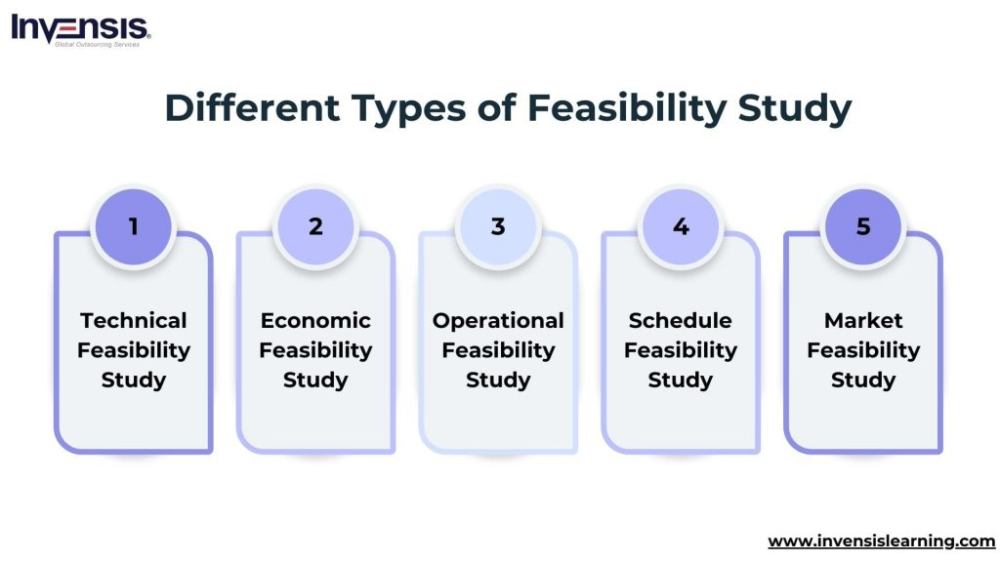 Invensis®
Global Outsourcing Services
Different Types of Feasibility Study
1
Technical
Feasibility
Study
2
Economic
Feasibility
Study
3
Operational
Feasibility
Study
4
Schedule
Feasibility
Study
5
Market
Feasibility
Study
www.invensislearning.com